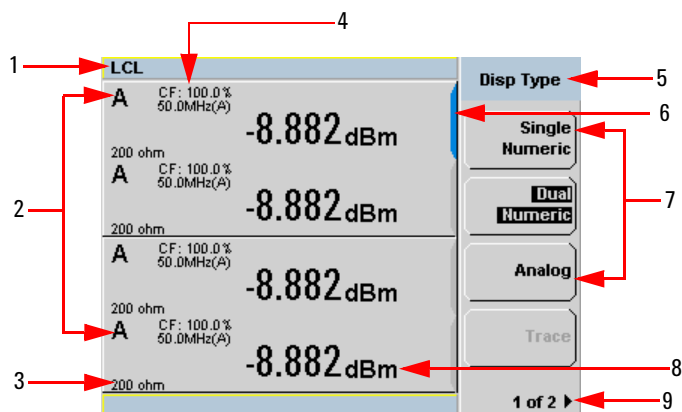 4
1
LCL
Disp Type
5
A
CF: 100.0%
50.0MHz(A)
-8.882dBm
200 ohm
6
Single
Numeric
A
CF: 100.0%
50.0MHz(A)
-8.882dBm
200 ohm
2
Dual
Numeric
7
A
CF: 100.0%
50.0MHz(A)
-8.882dBm
200 ohm
Analog
A
CF: 100.0%
50.0MHz(A)
-8.882dBm
200 ohm
Trace
8
3
1 of 2
9